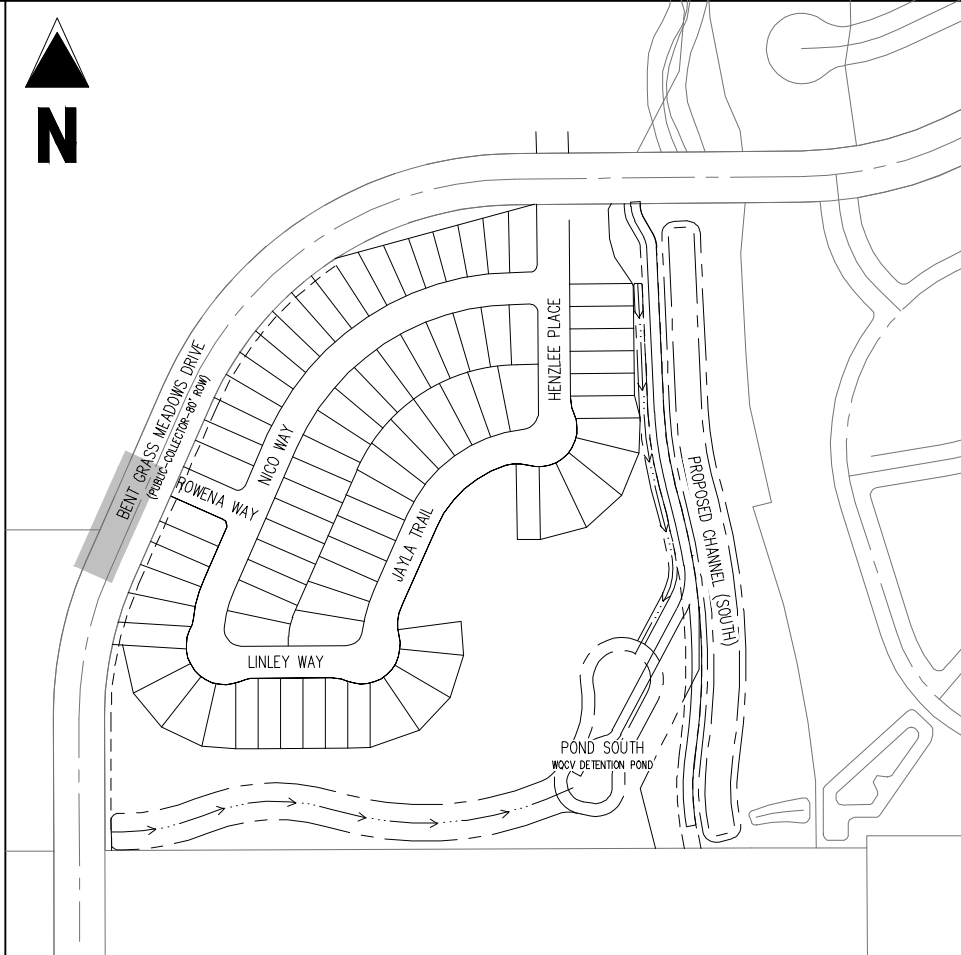 N
BENT GRASS MEADOWS DRIVE
(PUBLIC-COLLECTOR-80' ROW)
HENZLEE PLACE
NICO WAY
ROWENA WAY
JAYLA TRAIL
LINLEY WAY
PROPOSED CHANNEL (SOUTH)
POND SOUTH
WQCV DETENTION POND